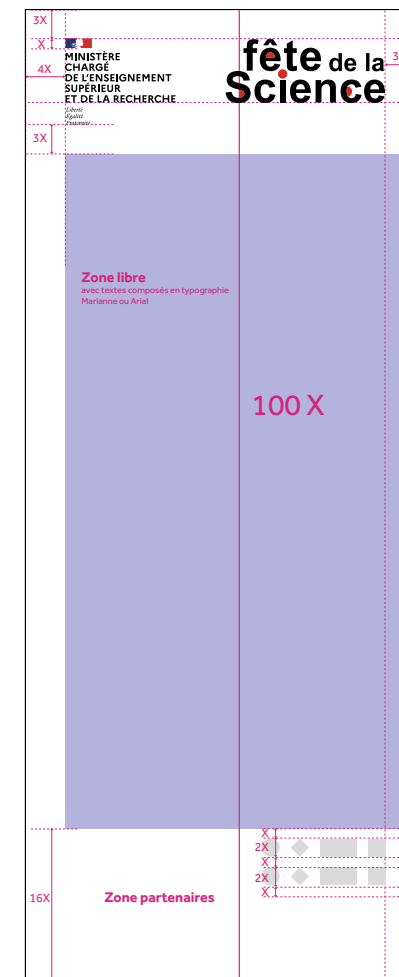 3X
X
4X
MINISTÈRE
CHARGÉ
DE L'ENSEIGNEMENT
SUPÉRIEUR
ET DE LA RECHERCHE
Liberté
Égalité
Fraternité
fête de la
Science
3
3X
Zone libre
avec textes composés en typographie
Marianne ou Arial
100 X
X
2X
X
2X
X
16X
Zone partenaires